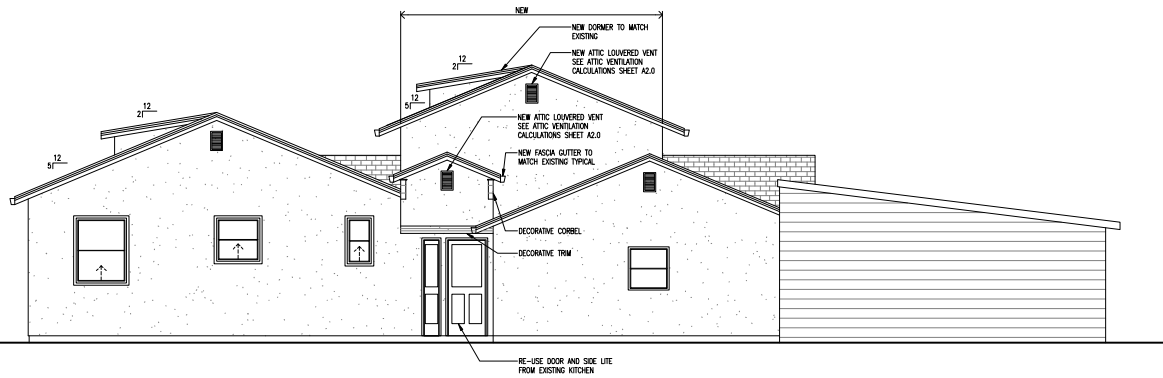 NEW
NEW DORMER TO MATCH
EXISTING
NEW ATTIC LOUVERED VENT
SEE ATTIC VENTILATION
CALCULATIONS SHEET A2.0
12
2
12
5
12
2
NEW ATTIC LOUVERED VENT
SEE ATTIC VENTILATION
CALCULATIONS SHEET A2.0
NEW FASCIA GUTTER TO
MATCH EXISTING TYPICAL
12
5
DECORATIVE CORBEL
DECORATIVE TRIM
RE-USE DOOR AND SIDE LITE
FROM EXISTING KITCHEN